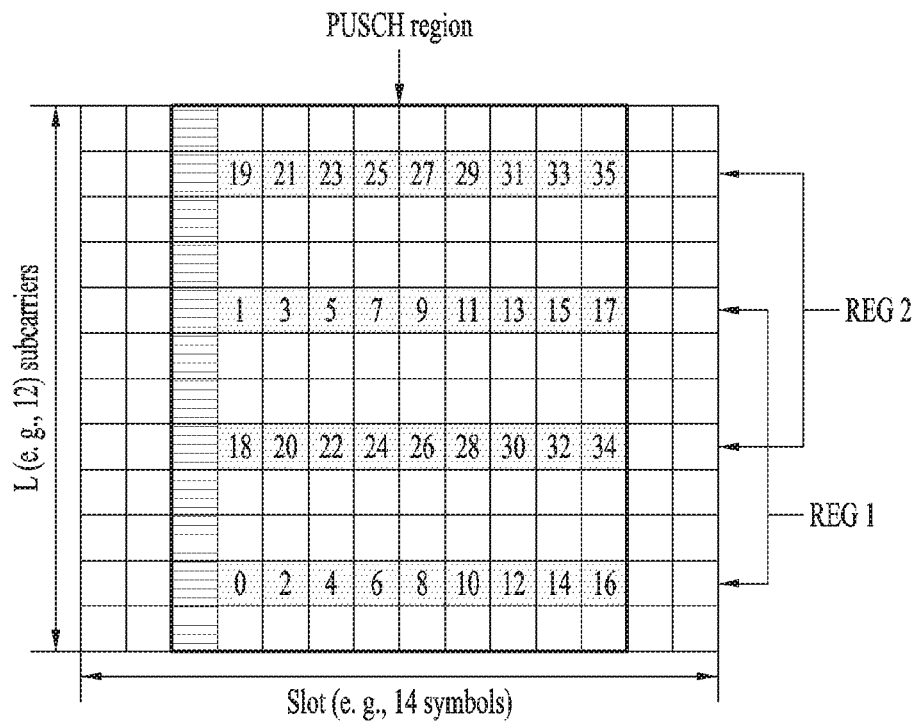 PUSCH region
19 21 23 25 27 29 31 33 35
1 3 5 7 9 11 13 15 17
REG 2
L (e. g., 12) subcarriers
18 20 22 24 26 28 30 32 34
REG 1
0 2 4 6 8 10 12 14 16
Slot (e. g., 14 symbols)